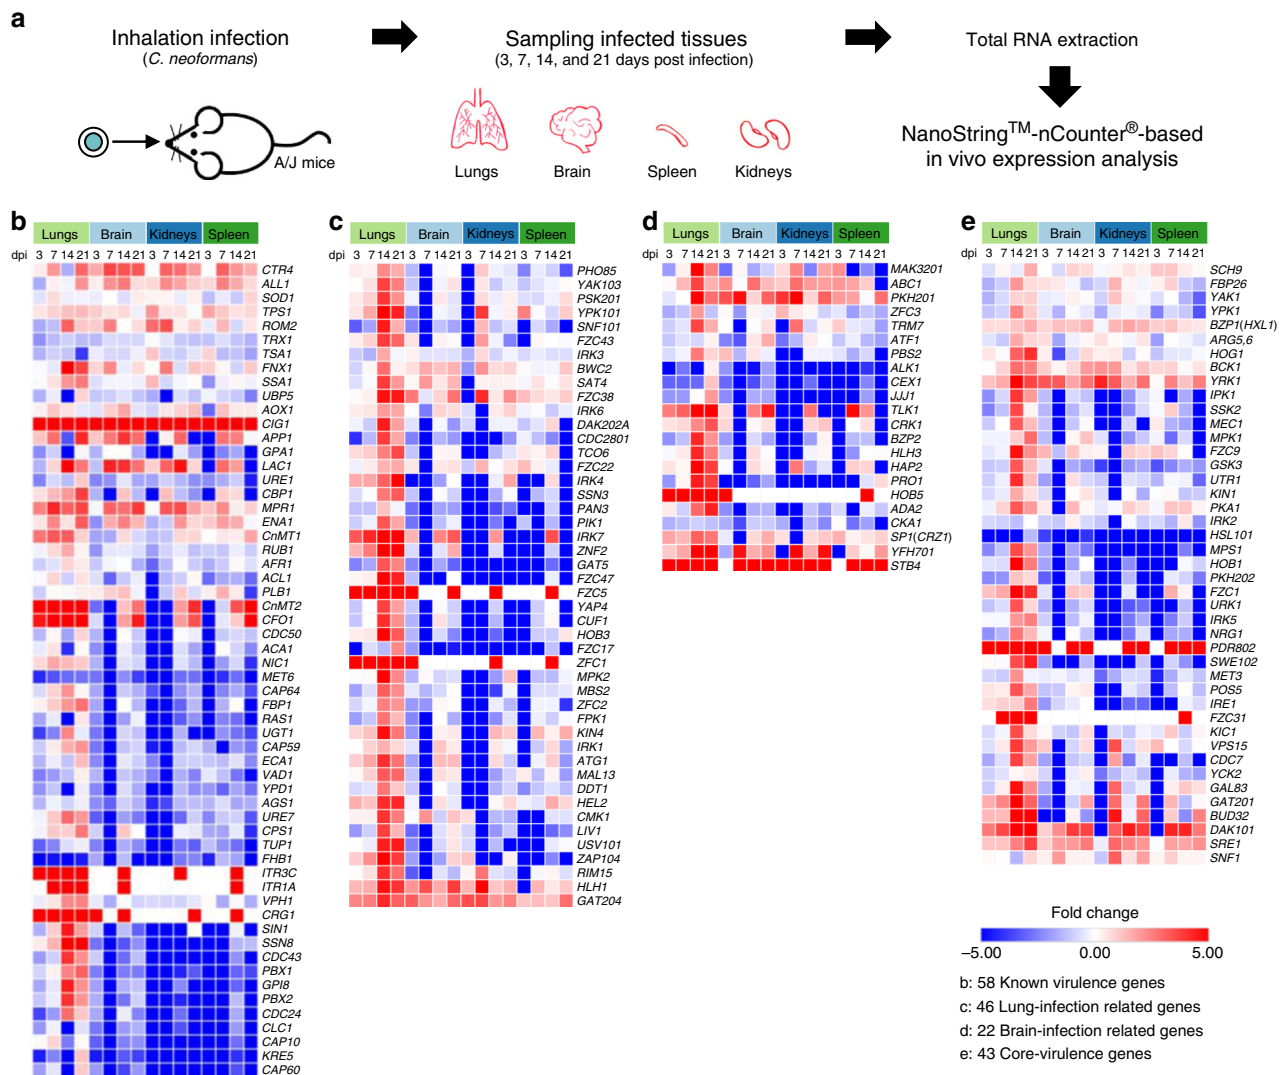 a
Inhalation infection
(C. neoformans)
A/J mice
Sampling infected tissues
(3, 7, 14, and 21 days post infection)
Lungs
Brain
Spleen
Kidneys
Total RNA extraction
NanoString™-nCounter®-based
in vivo expression analysis
b
Lungs Brain Kidneys Spleen
dpi 3 7 14 21 3 7 14 21 3 7 14 21 3 7 14 21
CTR4
ALL1
SOD1
TPS1
ROM2
TRX1
TSA1
FNX1
SSA1
UBP5
AOX1
CIG1
APP1
GPA1
LAC1
URE1
CBP1
MPR1
ENA1
CnMT1
RUB1
AFR1
ACL1
PLB1
CnMT2
CFO1
CDC50
ACA1
NIC1
MET6
CAP64
FBP1
RAS1
UGT1
CAP59
ECA1
VAD1
YPD1
AGS1
URE7
CPS1
TUP1
FHB1
ITR3C
ITR1A
VPH1
CRG1
SIN1
SSN8
CDC43
PBX1
GPI8
PBX2
CDC24
CLC1
CAP10
KRE5
CAP60
c
Lungs Brain Kidneys Spleen
dpi 3 7 14 21 3 7 14 21 3 7 14 21 3 7 14 21
PHO85
YAK103
PSK201
YPK101
SNF101
FZC43
IRK3
BWC2
SAT4
FZC38
IRK6
DAK202A
CDC2801
TCO6
FZC22
IRK4
SSN3
PAN3
PIK1
IRK7
ZNF2
GAT5
FZC47
FZC5
YAP4
CUF1
HOB3
FZC17
ZFC1
MPK2
MBS2
ZFC2
FPK1
KIN4
IRK1
ATG1
MAL13
DDT1
HEL2
CMK1
LIV1
USV101
ZAP104
RIM15
HLH1
GAT204
d
Lungs Brain Kidneys Spleen
dpi 3 7 14 21 3 7 14 21 3 7 14 21 3 7 14 21
MAK3201
ABC1
PKH201
ZFC3
TRM7
ATF1
PBS2
ALK1
CEX1
JJJ1
TLK1
CRK1
BZP2
HLH3
HAP2
PRO1
HOB5
ADA2
CKA1
SP1(CRZ1)
YFH701
STB4
e
Lungs Brain Kidneys Spleen
dpi 3 7 14 21 3 7 14 21 3 7 14 21 3 7 14 21
SCH9
FBP26
YAK1
YPK1
BZP1(HXL1)
ARG5,6
HOG1
BCK1
YRK1
IPK1
SSK2
MEC1
MPK1
FZC9
GSK3
UTR1
KIN1
PKA1
IRK2
HSL101
MPS1
HOB1
PKH202
FZC1
URK1
IRK5
NRG1
PDR802
SWE102
MET3
POS5
IRE1
FZC31
KIC1
VPS15
CDC7
YCK2
GAL83
GAT201
BUD32
DAK101
SRE1
SNF1
Fold change
−5.00 0.00 5.00
b: 58 Known virulence genes
c: 46 Lung-infection related genes
d: 22 Brain-infection related genes
e: 43 Core-virulence genes